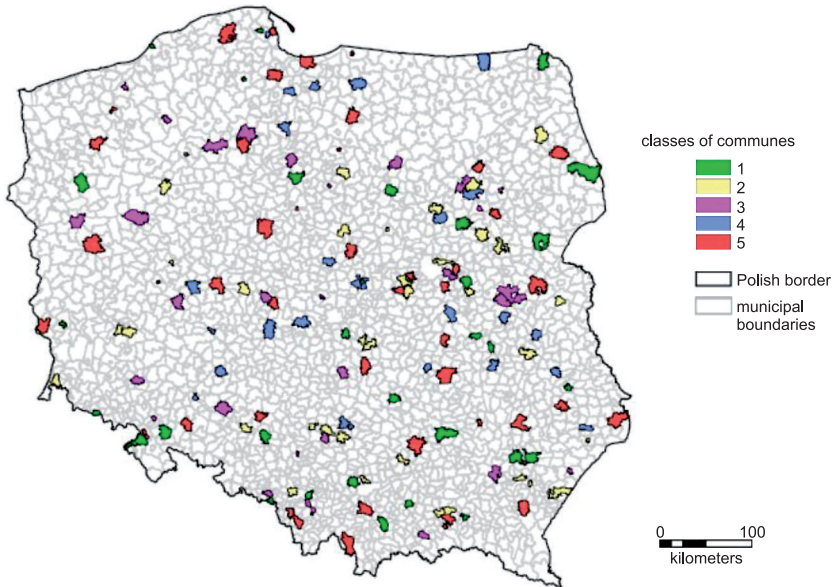 classes of communes
1
2
3
4
5
Polish border
municipal
boundaries
0 100
kilometers